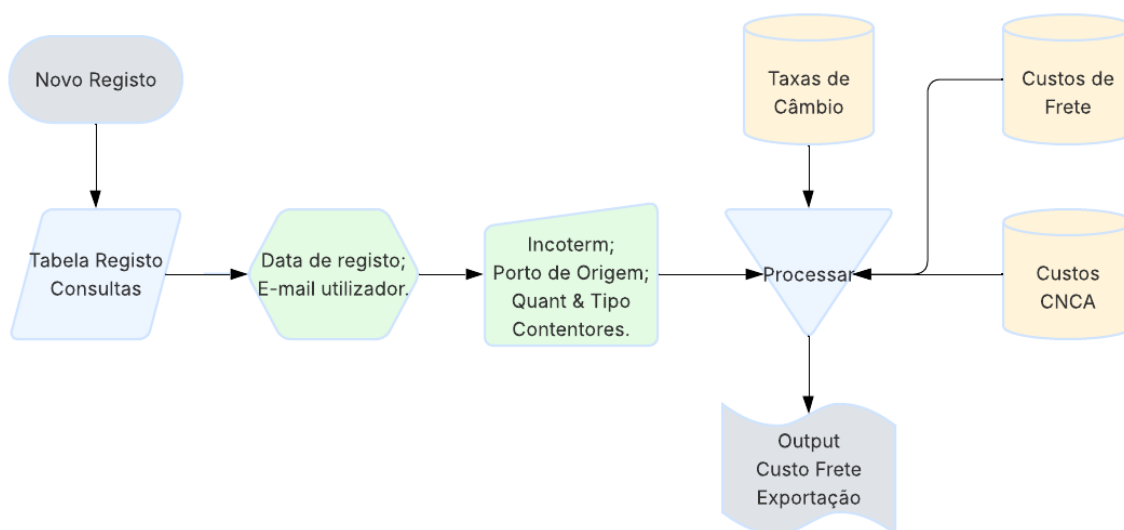 Novo Registo
Taxas de
Câmbio
Custos de
Frete
Tabela Registo
Consultas
Data de registo;
E-mail utilizador.
Incoterm;
Porto de Origem;
Quant & Tipo
Contentores.
Processar
Custos
CNCA
Output
Custo Frete
Exportação